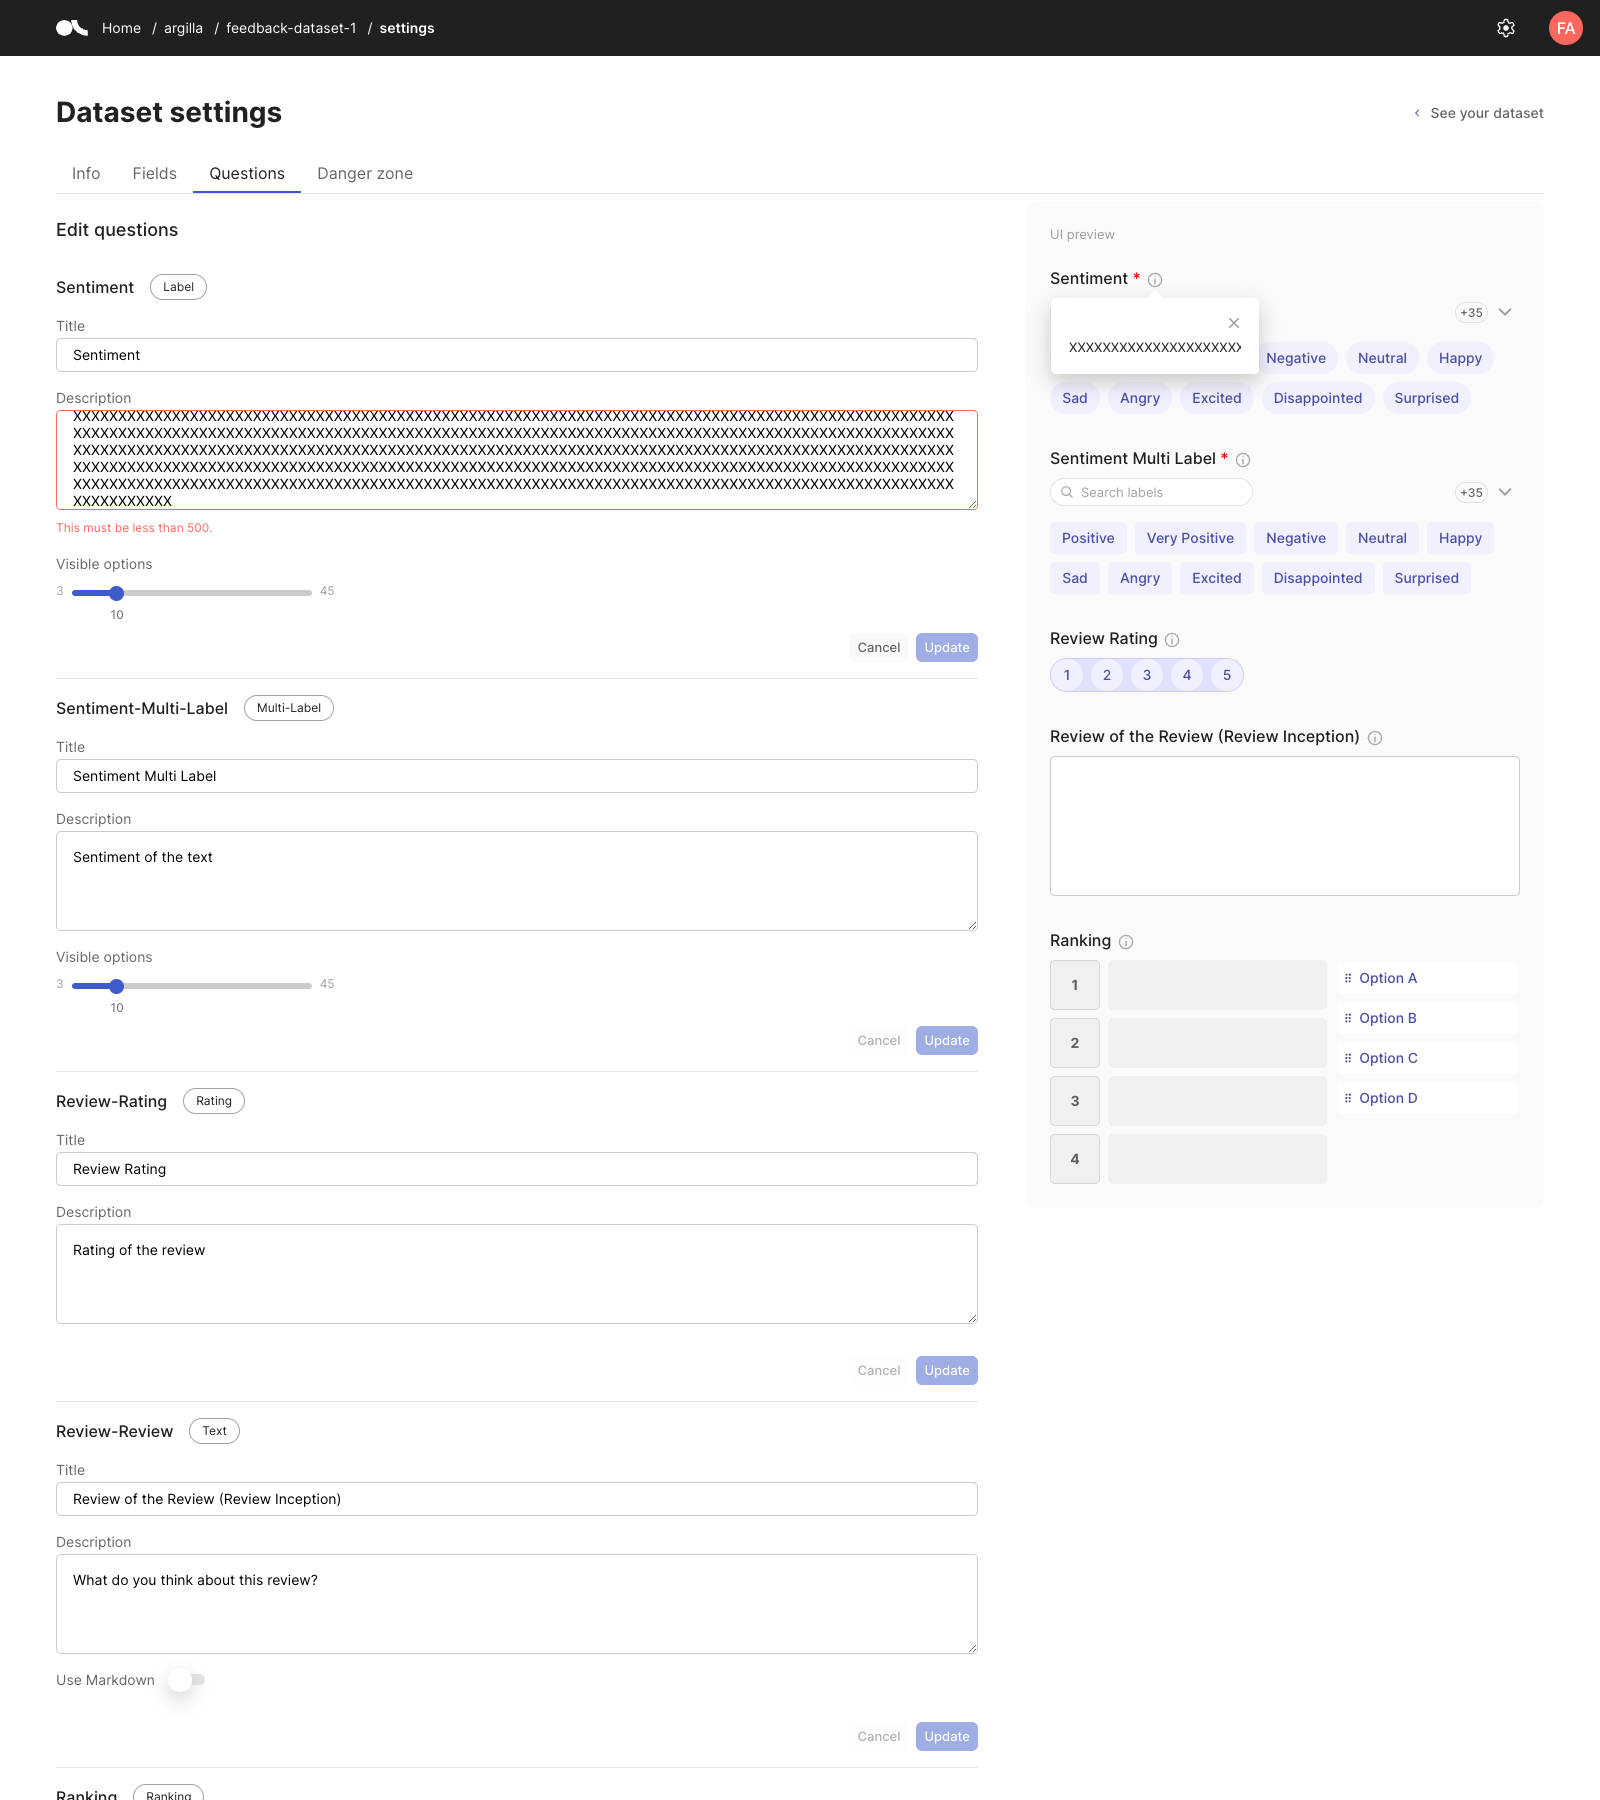 Home / argilla / feedback-dataset-1 / settings
FA
Dataset settings
See your dataset
Info Fields Questions Danger zone
Edit questions
Sentiment Label
Title
Sentiment
Description
This must be less than 500.
Visible options
3 45
10
Cancel Update
Sentiment-Multi-Label Multi-Label
Title
Sentiment Multi Label
Description
Sentiment of the text
Visible options
3 45
10
Cancel Update
Review-Rating Rating
Title
Review Rating
Description
Rating of the review
Cancel Update
Review-Review Text
Title
Review of the Review (Review Inception)
Description
What do you think about this review?
Use Markdown
Cancel Update
Ranking Ranking
UI preview
Sentiment *
+35
Negative Neutral Happy
Sad Angry Excited Disappointed Surprised
Sentiment Multi Label *
Search labels +35
Positive Very Positive Negative Neutral Happy
Sad Angry Excited Disappointed Surprised
Review Rating
1 2 3 4 5
Review of the Review (Review Inception)
Ranking
1 Option A
2 Option B
3 Option C
4 Option D